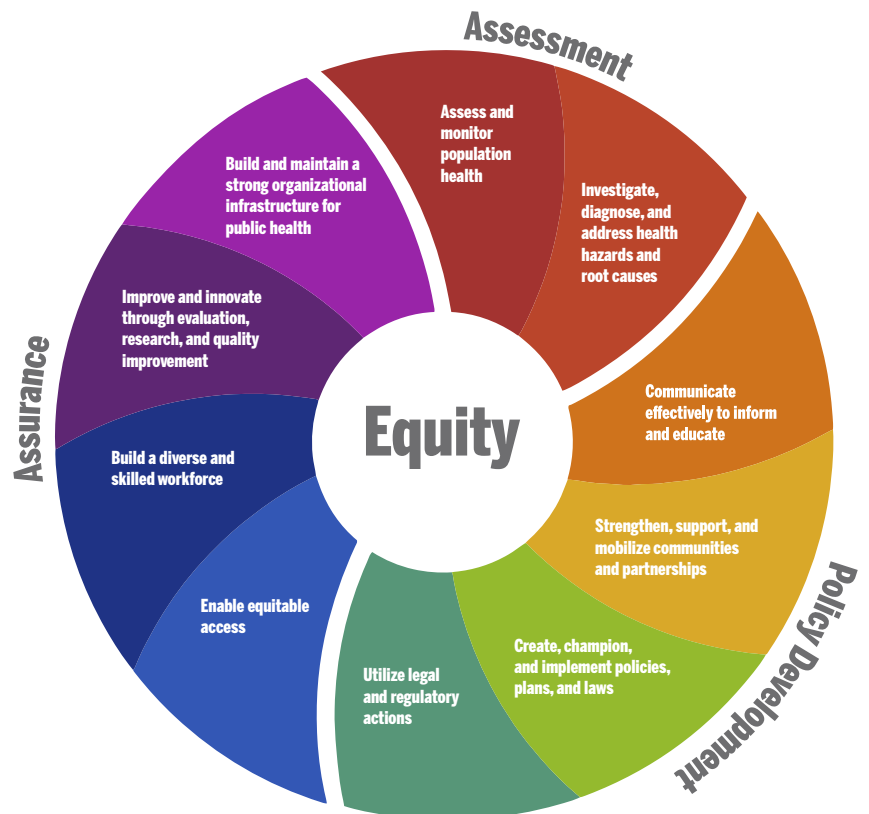 Assessment
Assess and
monitor
population
health
Investigate,
diagnose, and
address health
hazards and
root causes
Communicate
effectively to inform
and educate
Strengthen, support, and
mobilize communities
and partnerships
Policy Development
Create, champion,
and implement policies,
plans, and laws
Utilize legal
and regulatory
actions
Assurance
Enable equitable
access
Build a diverse and
skilled workforce
Improve and innovate
through evaluation,
research, and quality
improvement
Build and maintain a
strong organizational
infrastructure for
public health
Equity